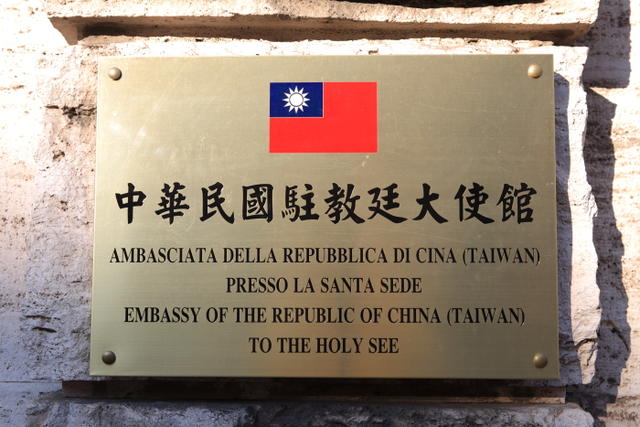 中華民國駐教廷大使館
AMBASCIATA DELLA REPUBBLICA DI CINA (TAIWAN)
PRESSO LA SANTA SEDE
EMBASSY OF THE REPUBLIC OF CHINA (TAIWAN)
TO THE HOLY SEE